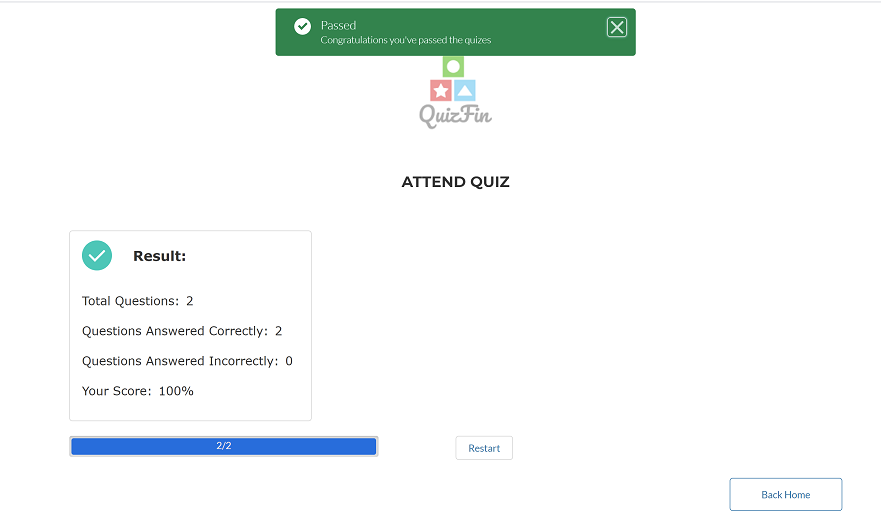 Passed
Congratulations you've passed the quizes
QuizFin
ATTEND QUIZ
Result:
Total Questions: 2
Questions Answered Correctly: 2
Questions Answered Incorrectly: 0
Your Score: 100%
2/2
Restart
Back Home